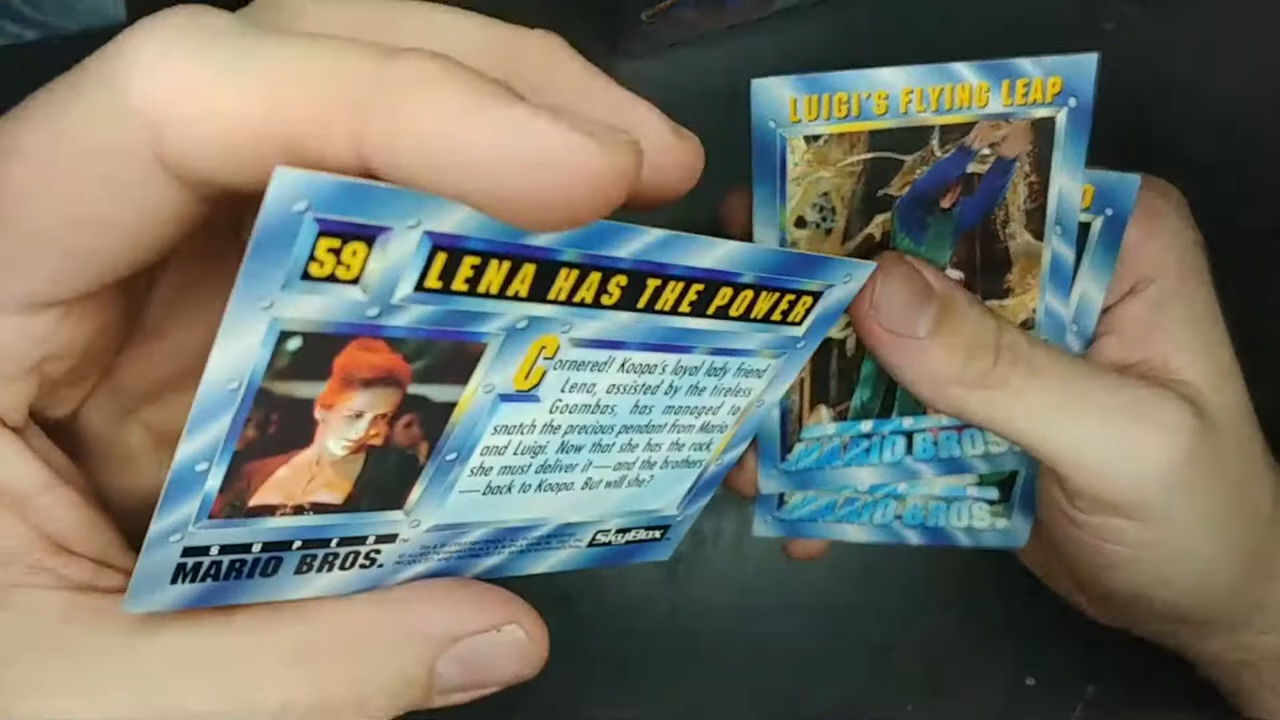 59
LENA HAS THE POWER
Cornered! Koopa's loyal lady friend
Lena, assisted by the tireless
Goombas, has managed to
snatch the precious pendant from Mario
and Luigi. Now that she has the rock,
she must deliver it—and the brothers
—back to Koopa. But will she?
SUPER
MARIO BROS.
SkyBox
LUIGI'S FLYING LEAP
SUPER
MARIO BROS.
MARIO BROS.